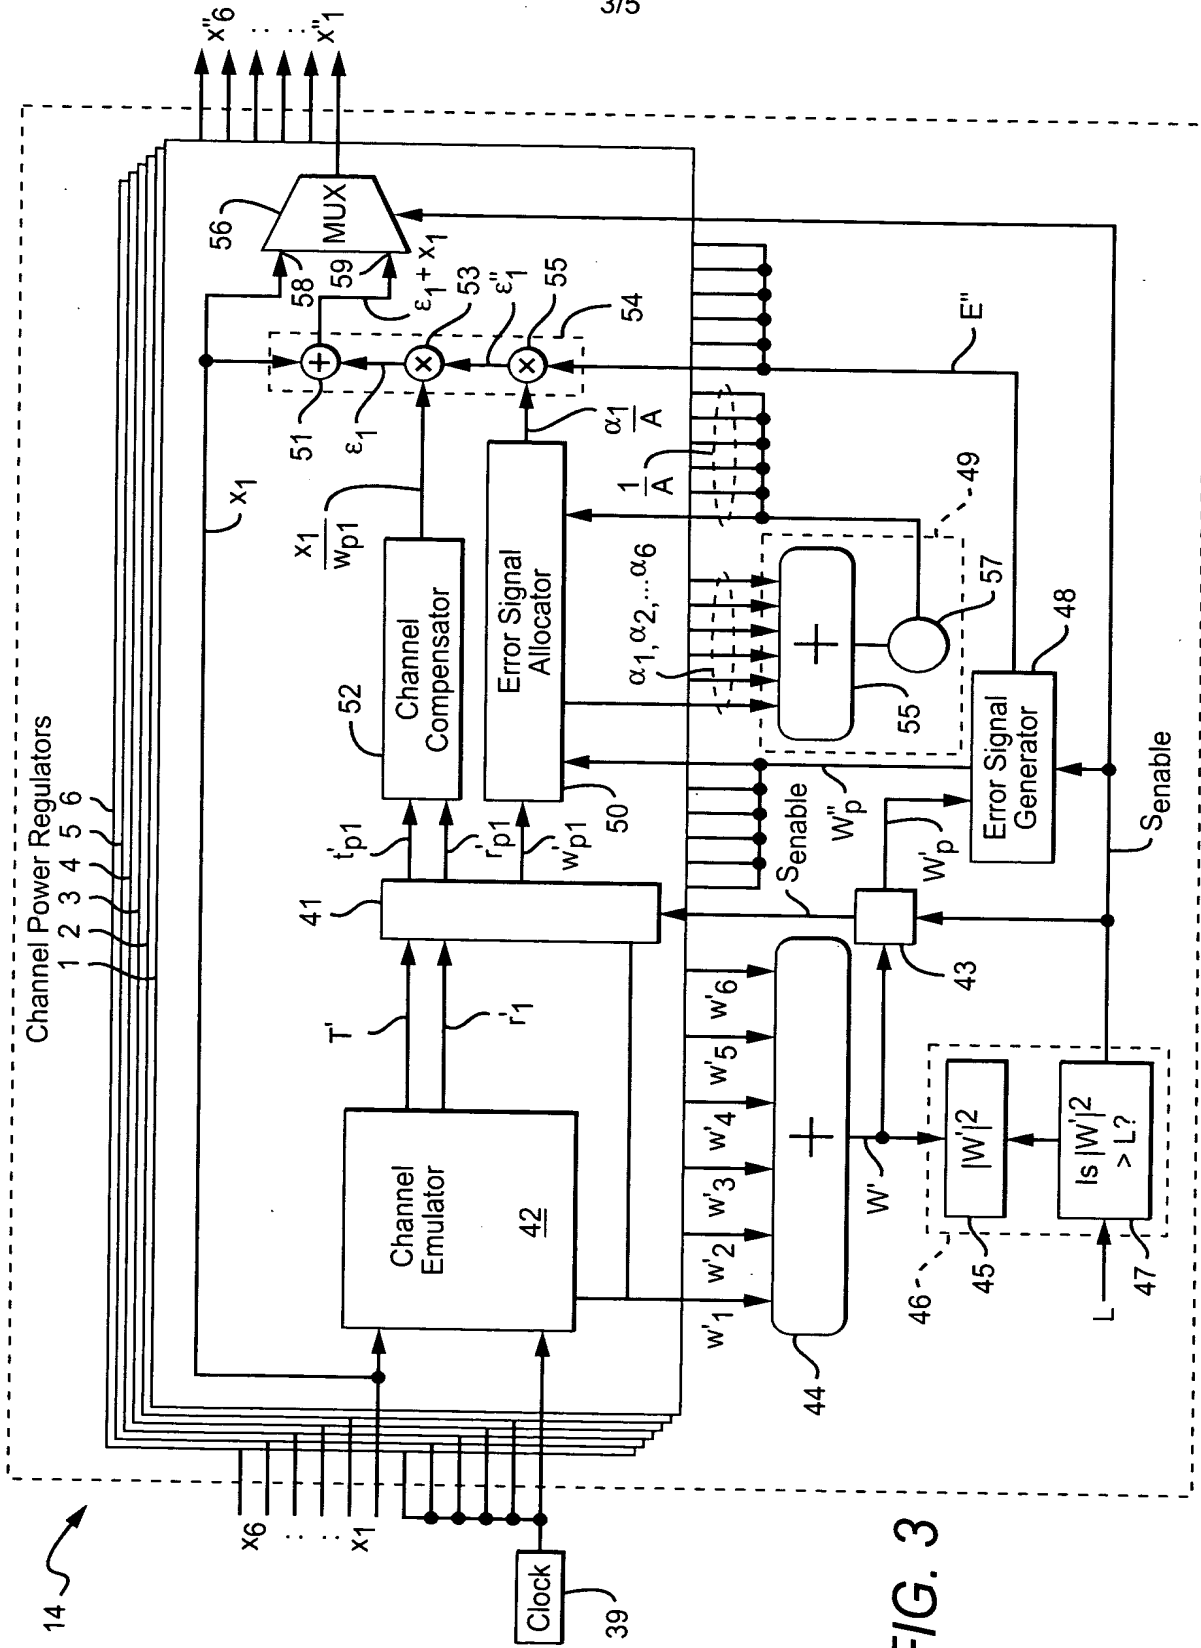 3/5
14
Channel Power Regulators
1
2
3
4
5
6
x6
x1
Clock
39
x1
Channel
Emulator
42
T'
r'1
41
t'p1
r'p1
w'p1
52
Channel
Compensator
x1
wp1
Error Signal
Allocator
50
α1
A
51
ε1
53
ε"1
55
54
ε1 + x1
56
MUX
58
59
x"6
x"1
w'1
w'2
w'3
w'4
w'5
w'6
+
44
W'
|W'|2
45
46
Is |W'|2
> L?
47
L
43
Senable
W'p
W"p
Error Signal
Generator
48
Senable
α1, α2,...α6
+
55
57
49
1
A
E"
FIG. 3